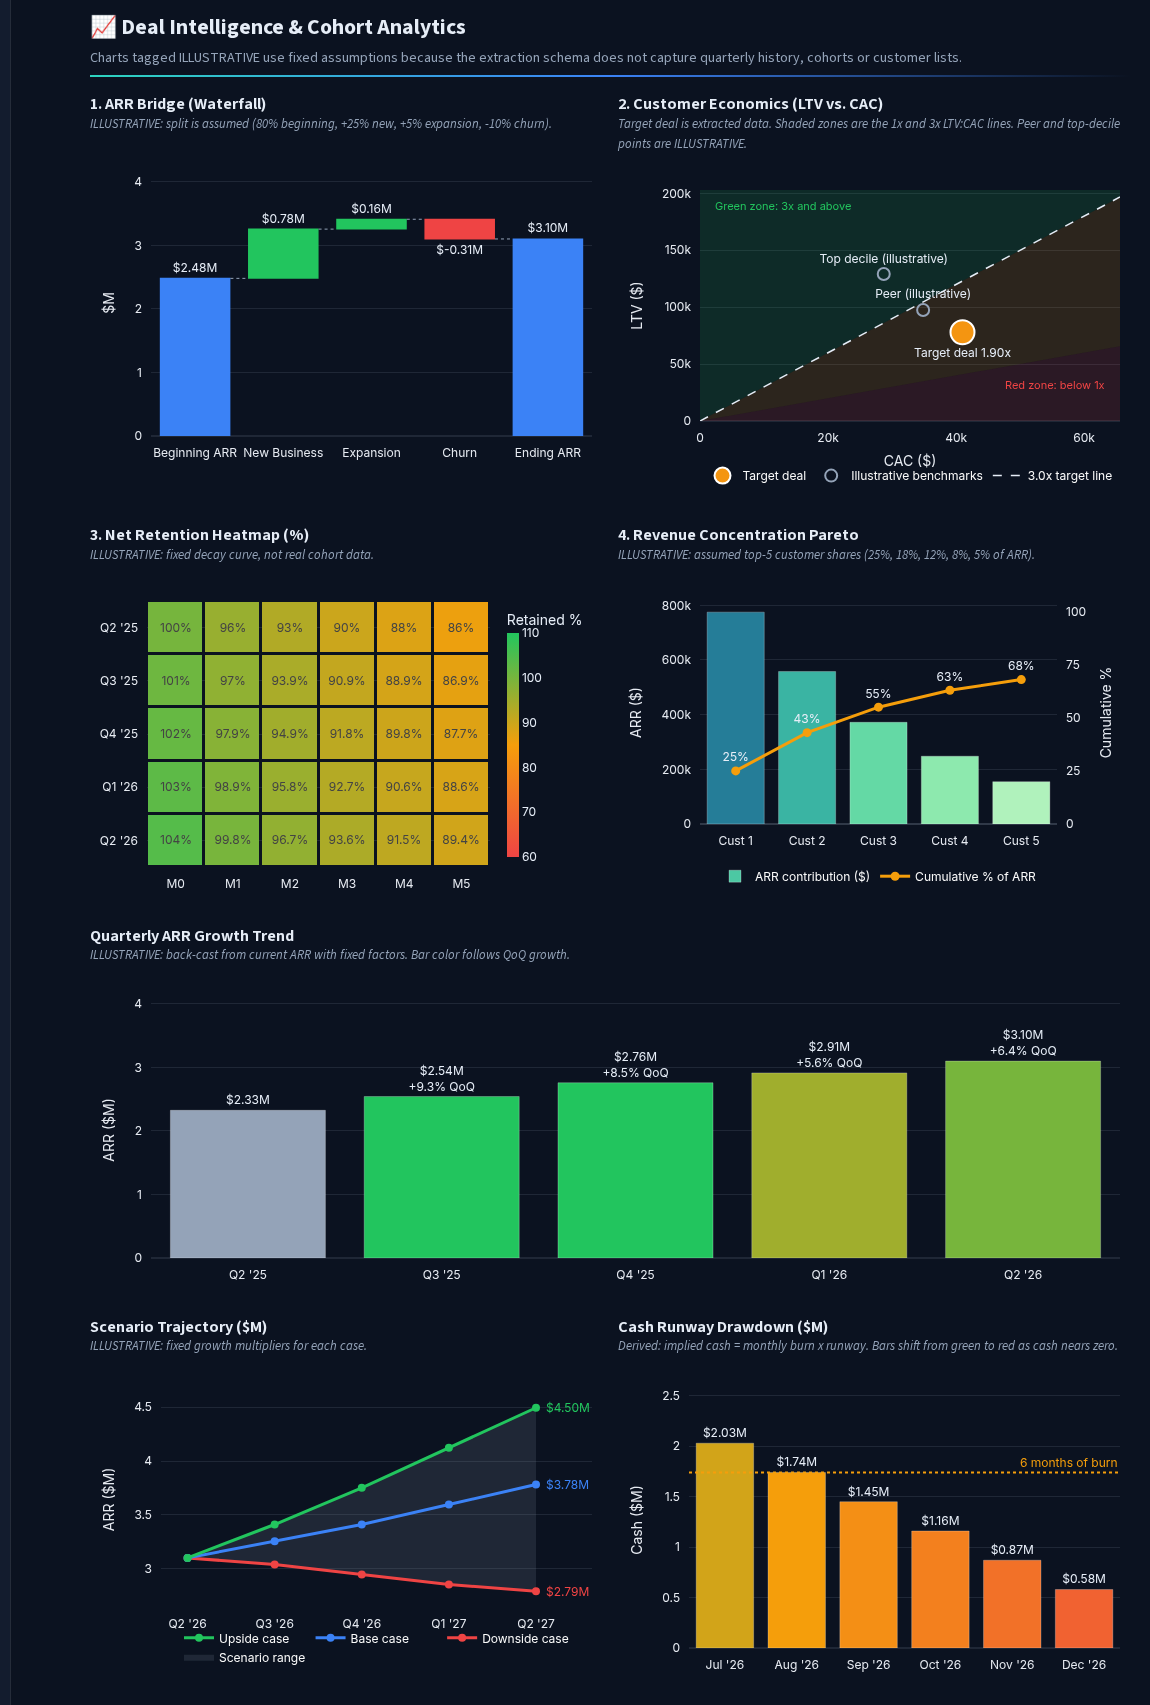 📈 Deal Intelligence & Cohort Analytics
Charts tagged ILLUSTRATIVE use fixed assumptions because the extraction schema does not capture quarterly history, cohorts or customer lists.
1. ARR Bridge (Waterfall)
ILLUSTRATIVE: split is assumed (80% beginning, +25% new, +5% expansion, -10% churn).
4
3
2
1
0
$M
$2.48M
$0.78M
$0.16M
$-0.31M
$3.10M
Beginning ARR
New Business
Expansion
Churn
Ending ARR
2. Customer Economics (LTV vs. CAC)
Target deal is extracted data. Shaded zones are the 1x and 3x LTV:CAC lines. Peer and top-decile
points are ILLUSTRATIVE.
200k
150k
100k
50k
0
LTV ($)
Green zone: 3x and above
Top decile (illustrative)
Peer (illustrative)
Target deal 1.90x
Red zone: below 1x
0
20k
40k
60k
CAC ($)
Target deal
Illustrative benchmarks
3.0x target line
3. Net Retention Heatmap (%)
ILLUSTRATIVE: fixed decay curve, not real cohort data.
Q2 '25 100% 96% 93% 90% 88% 86%
Q3 '25 101% 97% 93.9% 90.9% 88.9% 86.9%
Q4 '25 102% 97.9% 94.9% 91.8% 89.8% 87.7%
Q1 '26 103% 98.9% 95.8% 92.7% 90.6% 88.6%
Q2 '26 104% 99.8% 96.7% 93.6% 91.5% 89.4%
M0 M1 M2 M3 M4 M5
Retained %
110
100
90
80
70
60
4. Revenue Concentration Pareto
ILLUSTRATIVE: assumed top-5 customer shares (25%, 18%, 12%, 8%, 5% of ARR).
800k
600k
400k
200k
0
ARR ($)
25%
43%
55%
63%
68%
100
75
50
25
0
Cumulative %
Cust 1
Cust 2
Cust 3
Cust 4
Cust 5
ARR contribution ($)
Cumulative % of ARR
Quarterly ARR Growth Trend
ILLUSTRATIVE: back-cast from current ARR with fixed factors. Bar color follows QoQ growth.
4
3
2
1
0
ARR ($M)
$2.33M
$2.54M
+9.3% QoQ
$2.76M
+8.5% QoQ
$2.91M
+5.6% QoQ
$3.10M
+6.4% QoQ
Q2 '25
Q3 '25
Q4 '25
Q1 '26
Q2 '26
Scenario Trajectory ($M)
ILLUSTRATIVE: fixed growth multipliers for each case.
4.5
4
3.5
3
ARR ($M)
$4.50M
$3.78M
$2.79M
Q2 '26
Q3 '26
Q4 '26
Q1 '27
Q2 '27
Upside case
Base case
Downside case
Scenario range
Cash Runway Drawdown ($M)
Derived: implied cash = monthly burn x runway. Bars shift from green to red as cash nears zero.
2.5
2
1.5
1
0.5
0
Cash ($M)
$2.03M
$1.74M
$1.45M
$1.16M
$0.87M
$0.58M
6 months of burn
Jul '26
Aug '26
Sep '26
Oct '26
Nov '26
Dec '26